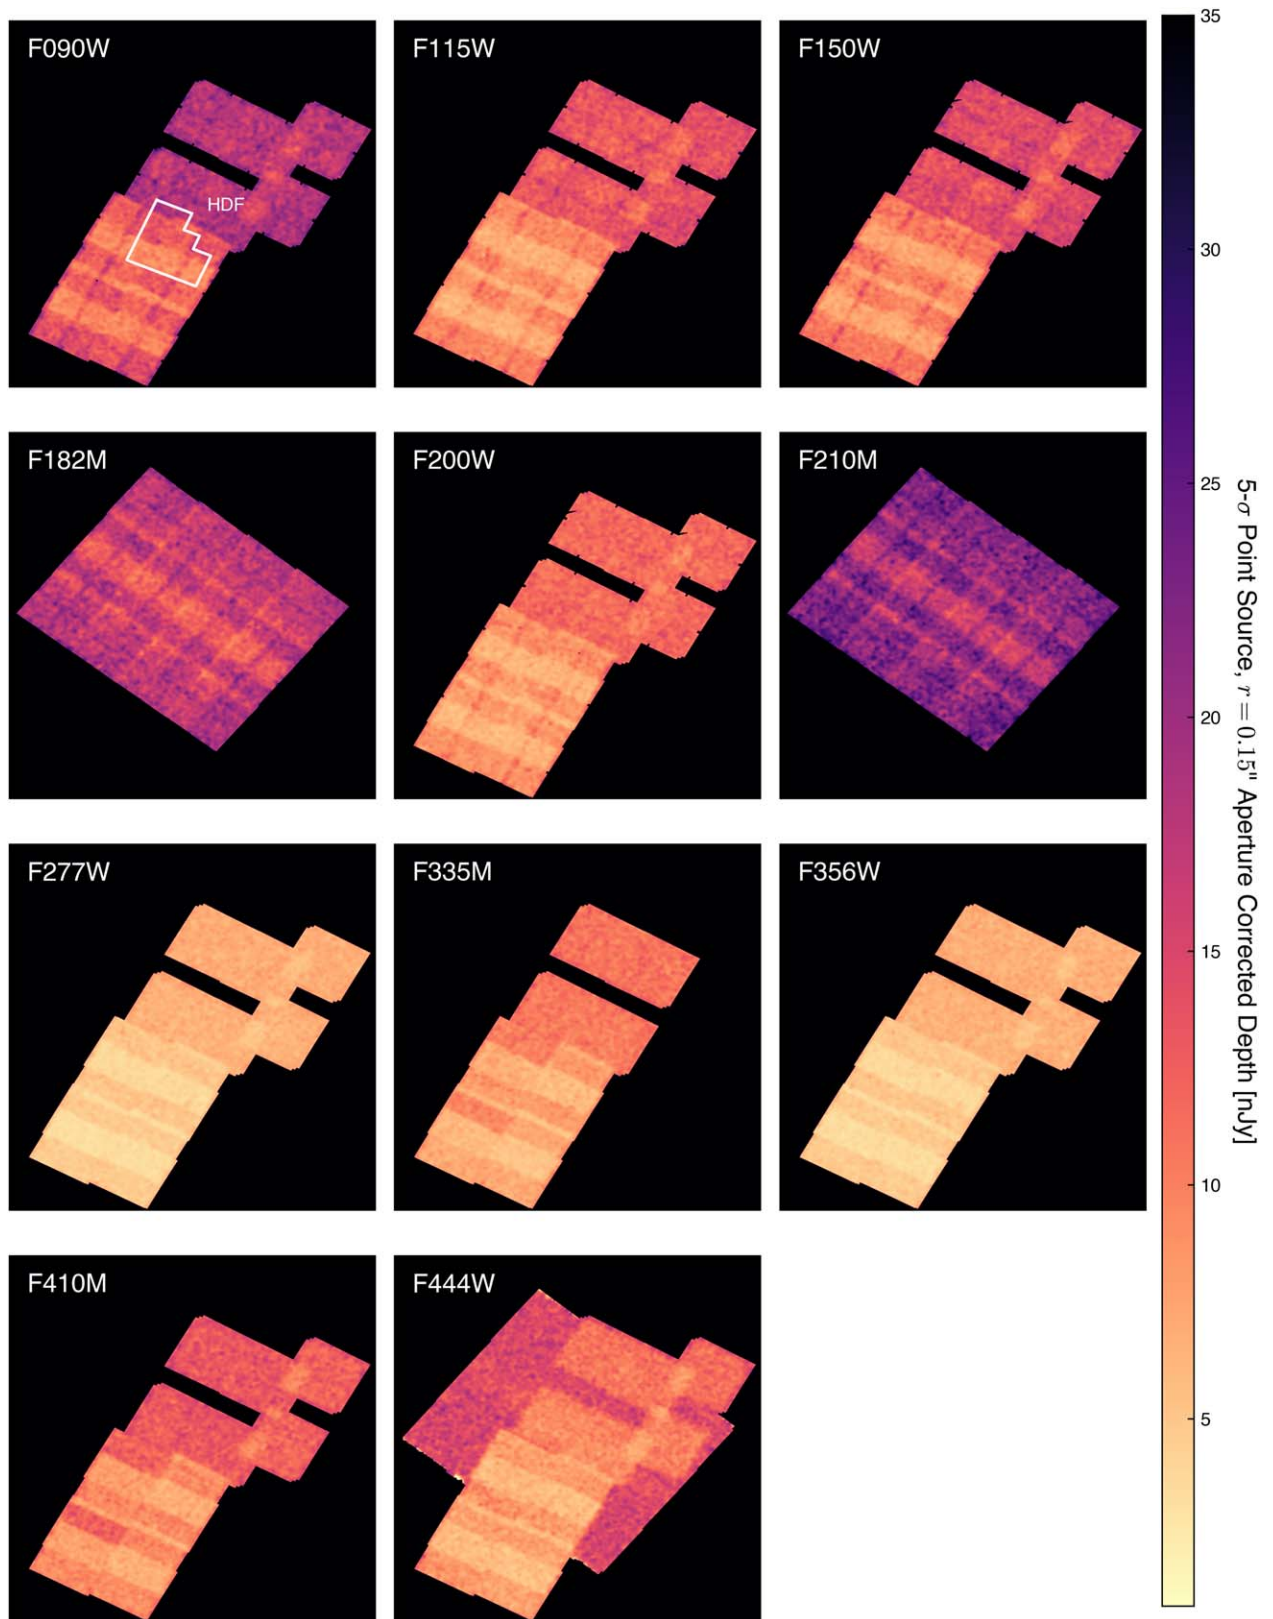 F090W
F115W
F150W
HDF
F182M
F200W
F210M
F277W
F335M
F356W
F410M
F444W
35
30
25
20
15
10
5
5-σ Point Source, r = 0.15" Aperture Corrected Depth [nJy]